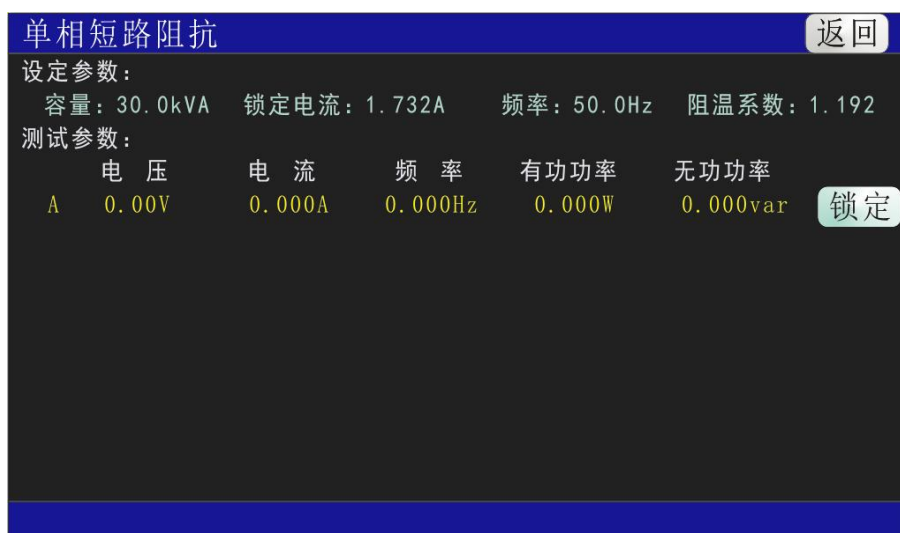 单相短路阻抗 返回
设定参数:
容量: 30.0kVA 锁定电流: 1.732A 频率: 50.0Hz 阻温系数: 1.192
测试参数:
电 压 电 流 频 率 有功功率 无功功率
A 0.00V 0.000A 0.000Hz 0.000W 0.000var 锁定